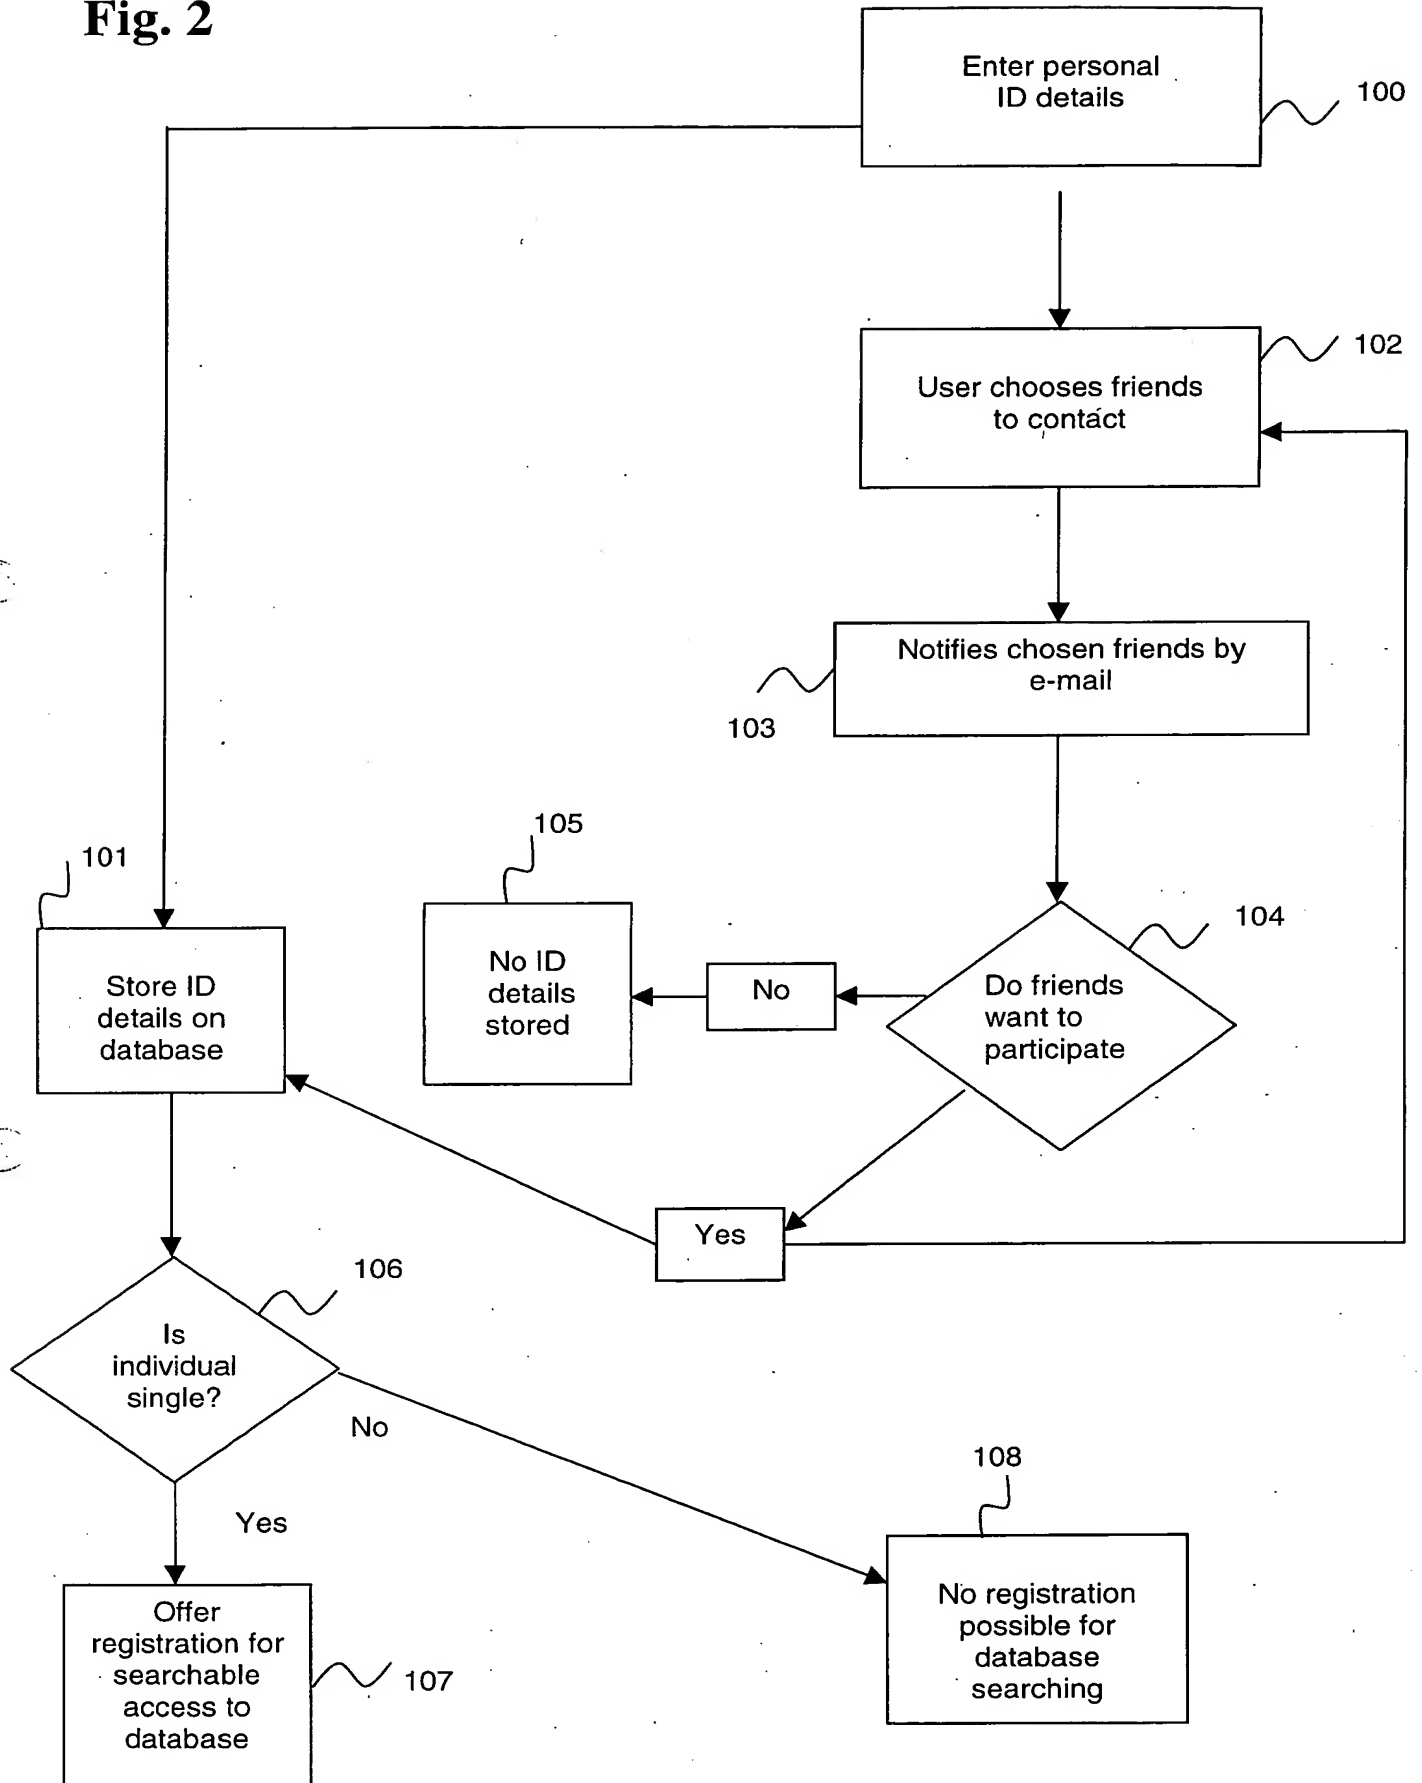 Fig. 2
Enter personal
ID details
100
102
User chooses friends
to contact
Notifies chosen friends by
e-mail
103
105
101
104
No ID
details
stored
No
Do friends
want to
participate
Store ID
details on
database
Yes
106
Is
individual
single?
No
108
Yes
Offer
registration for
searchable
access to
database
107
No registration
possible for
database
searching